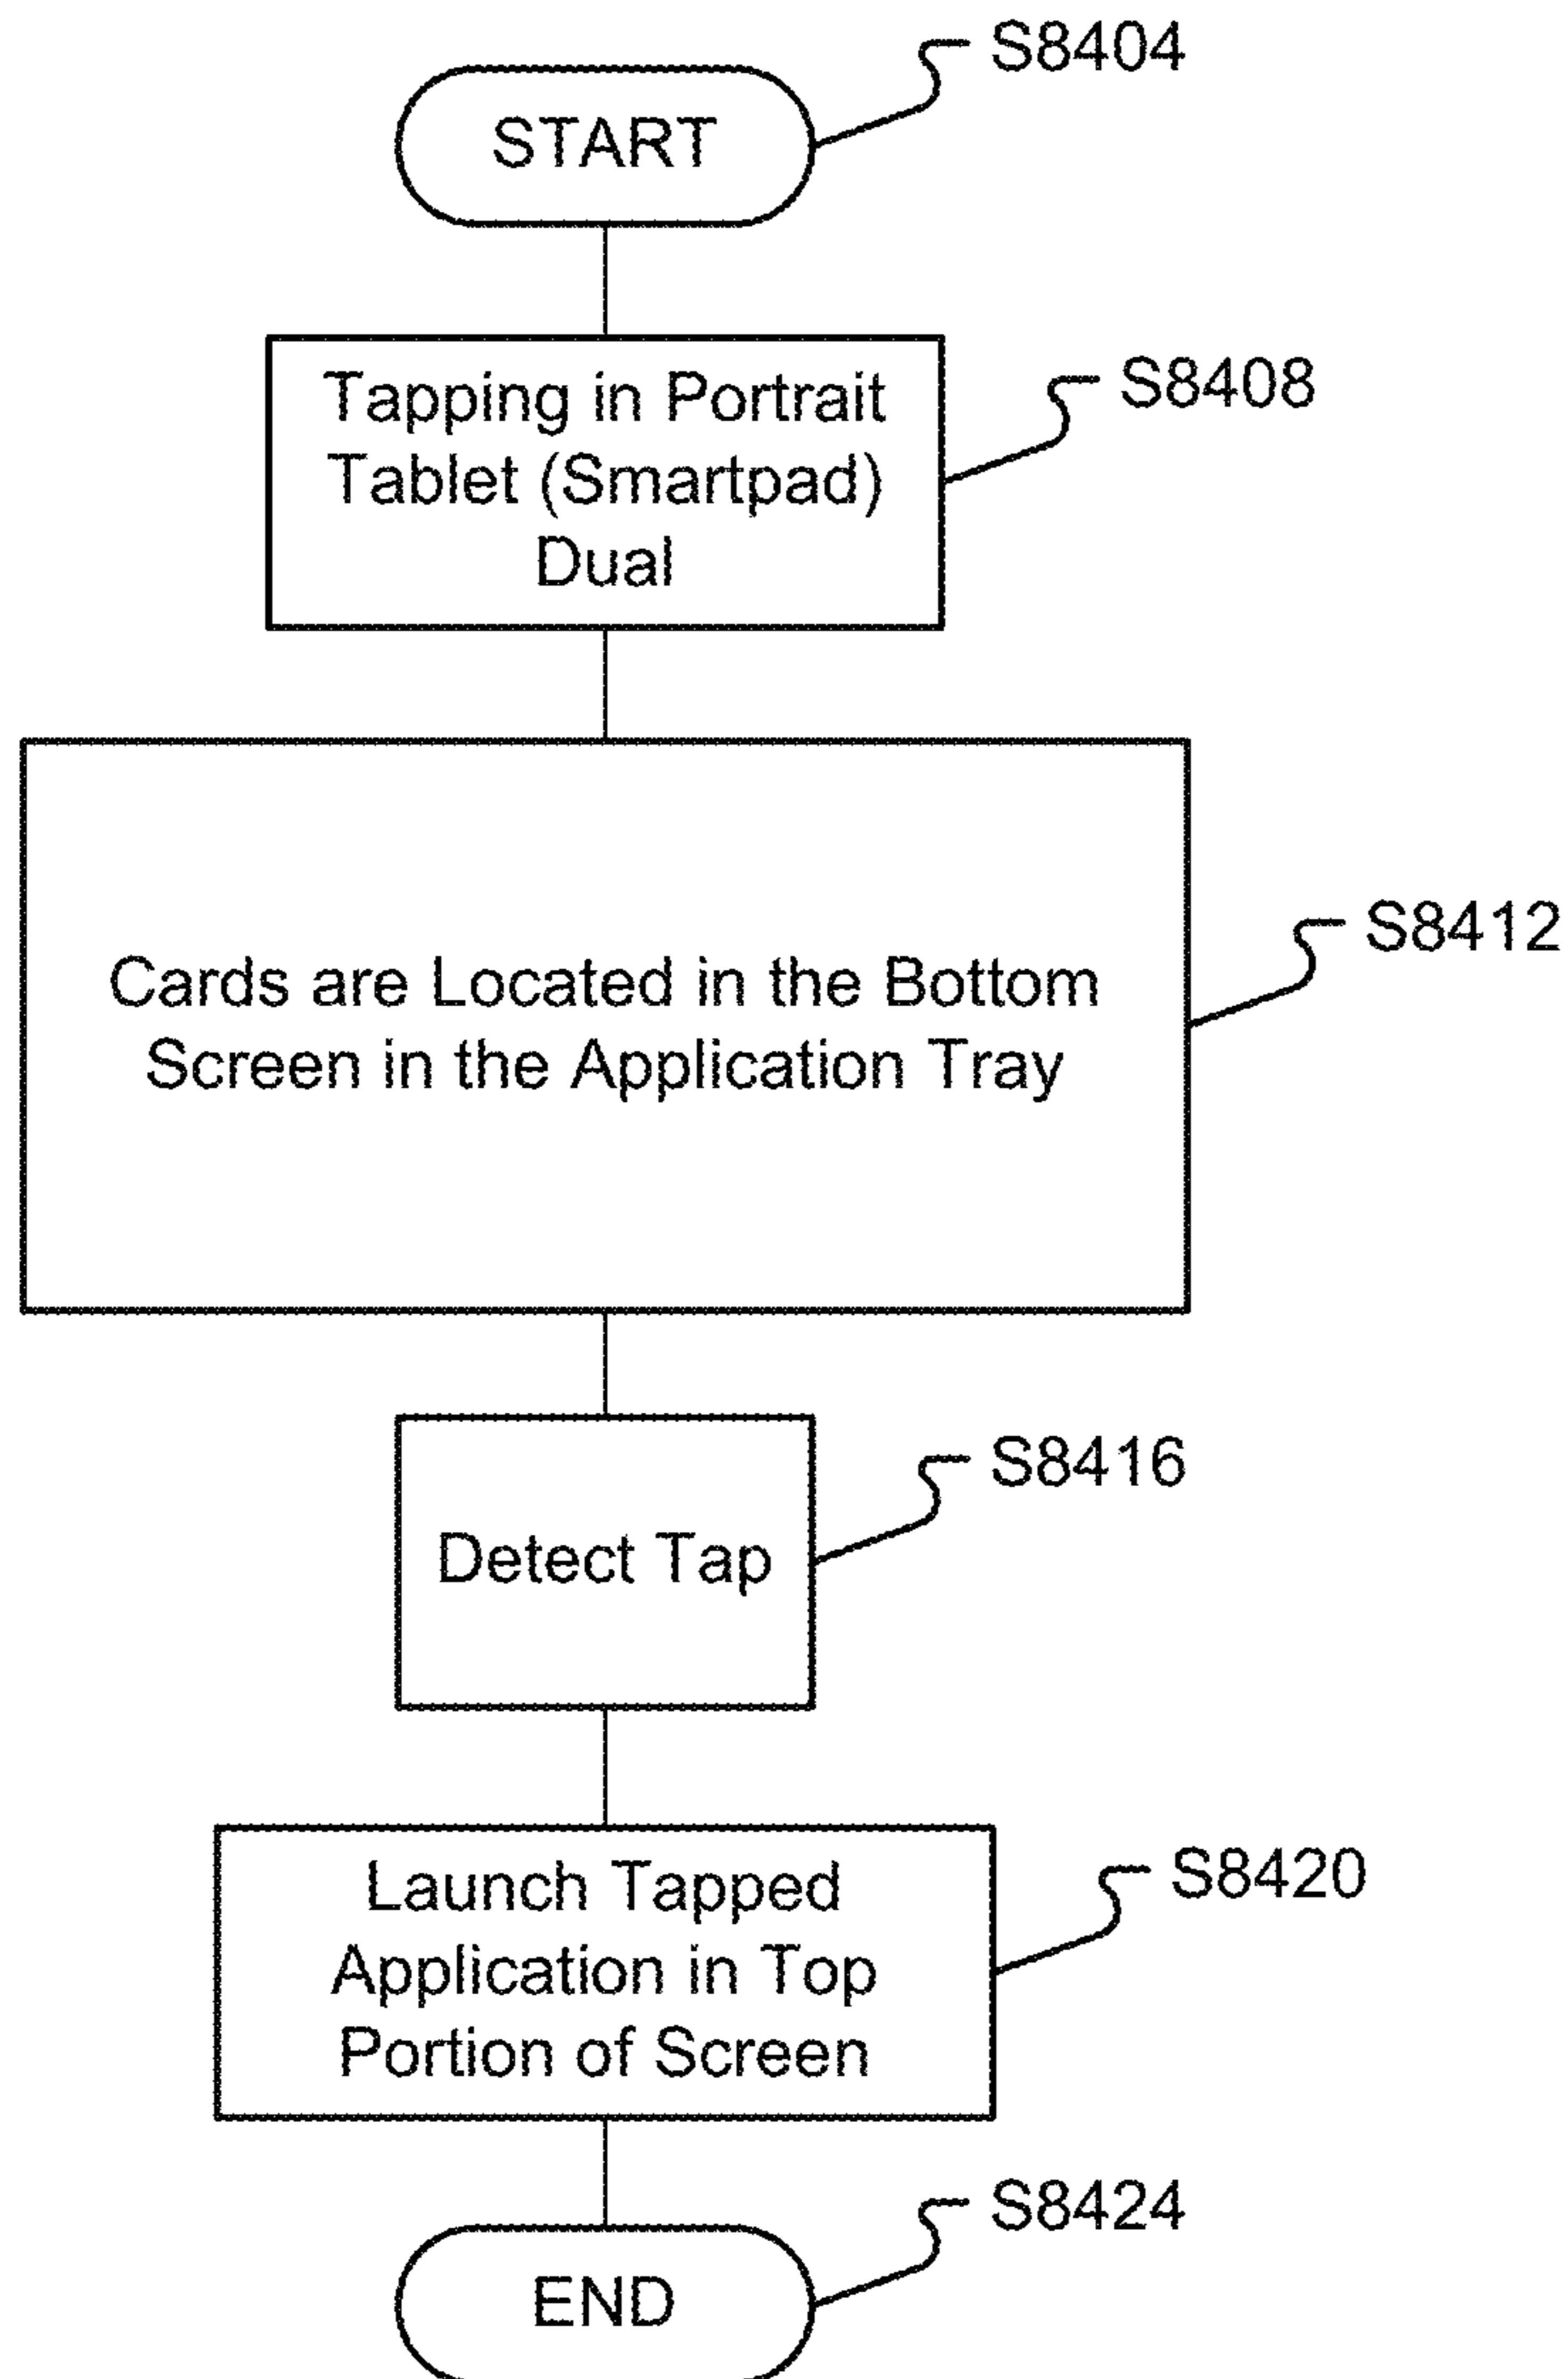 S8404
START
Tapping in Portrait
Tablet (Smartpad)
Dual
S8408
Cards are Located in the Bottom
Screen in the Application Tray
S8412
Detect Tap
S8416
Launch Tapped
Application in Top
Portion of Screen
S8420
END
S8424